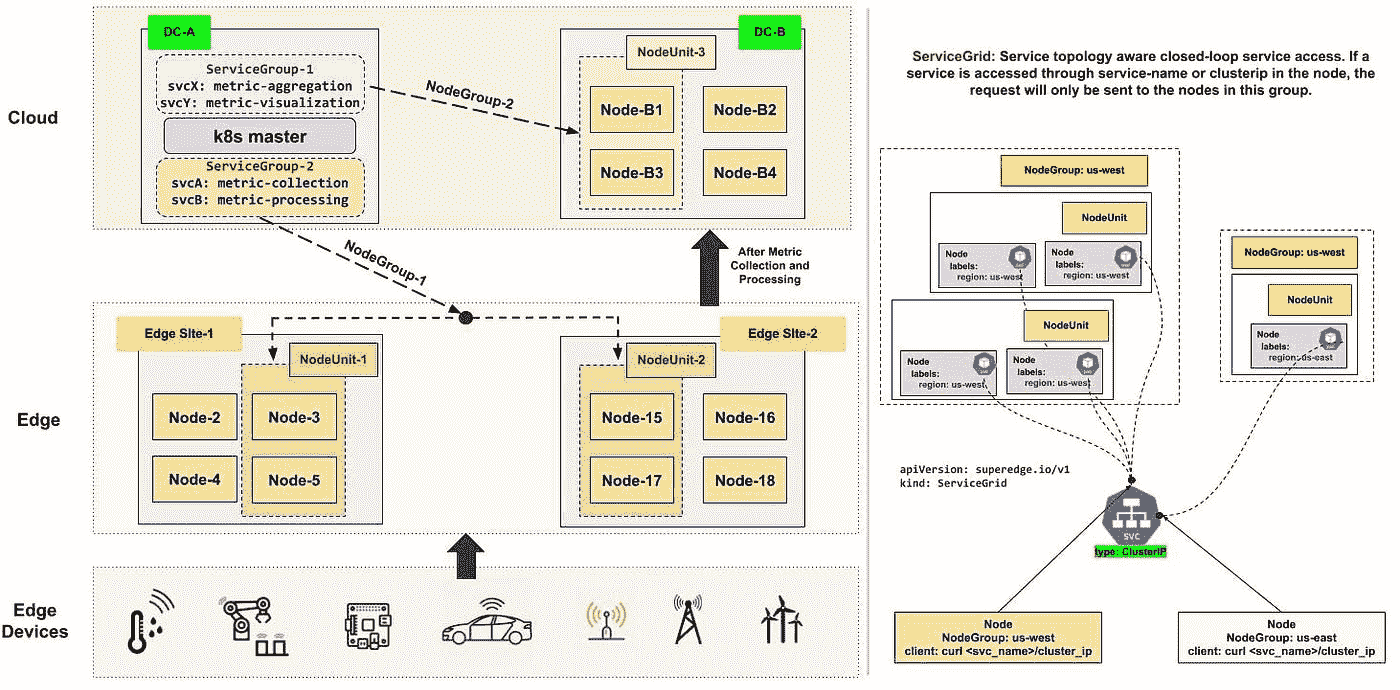 DC-A
ServiceGroup-1
svcX: metric-aggregation
svcY: metric-visualization
k8s master
ServiceGroup-2
svcA: metric-collection
svcB: metric-processing
NodeGroup-2
DC-B
NodeUnit-3
Node-B1
Node-B2
Node-B3
Node-B4
Cloud
NodeGroup-1
After Metric
Collection and
Processing
Edge SIte-1
NodeUnit-1
Node-2
Node-3
Node-4
Node-5
Edge SIte-2
NodeUnit-2
Node-15
Node-16
Node-17
Node-18
Edge
Edge
Devices
ServiceGrid: Service topology aware closed-loop service access. If a
service is accessed through service-name or clusterip in the node, the
request will only be sent to the nodes in this group.
NodeGroup: us-west
NodeUnit
Node
labels:
region: us-west
Node
labels:
region: us-west
NodeUnit
Node
labels:
region: us-west
Node
labels:
region: us-west
NodeGroup: us-west
NodeUnit
Node
labels:
region: us-east
apiVersion: superedge.io/v1
kind: ServiceGrid
SVC
type: ClusterIP
Node
NodeGroup: us-west
client: curl <svc_name>/cluster_ip
Node
NodeGroup: us-east
client: curl <svc_name>/cluster_ip